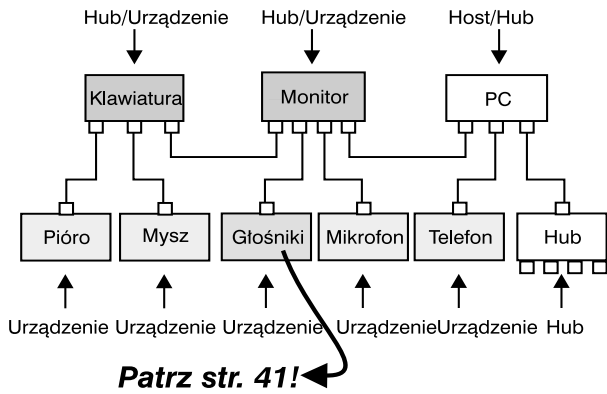 Hub/Urządzenie Hub/Urządzenie Host/Hub
Klawiatura Monitor PC
Pióro Mysz Głośniki Mikrofon Telefon Hub
Urządzenie Urządzenie Urządzenie Urządzenie Urządzenie Hub
Patrz str. 41!